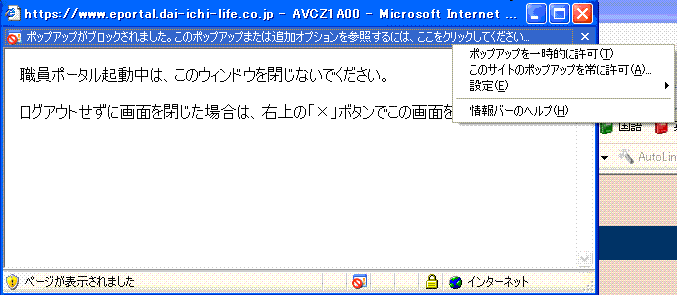 https://www.eportal.dai-ichi-life.co.jp - AVCZ1A00 - Microsoft Internet ...
ポップアップがブロックされました。このポップアップまたは追加オプションを参照するには、ここをクリックしてください...
ポップアップを一時的に許可(T)
このサイトのポップアップを常に許可(A)...
設定(E)
情報バーのヘルプ(H)
職員ポータル起動中は、このウィンドウを閉じないでください。
ログアウトせずに画面を閉じた場合は、右上の「×」ボタンでこの画面を
国語
AutoLin
ページが表示されました
インターネット